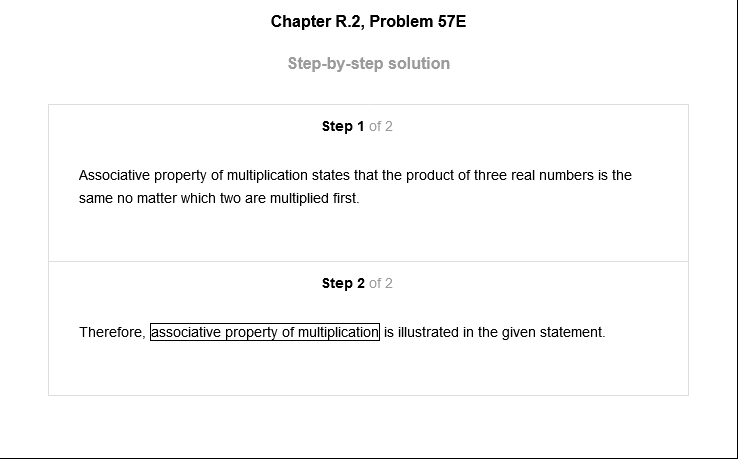 Chapter R.2, Problem 57E
Step-by-step solution
Step 1 of 2
Associative property of multiplication states that the product of three real numbers is the
same no matter which two are multiplied first.
Step 2 of 2
Therefore, associative property of multiplication is illustrated in the given statement.